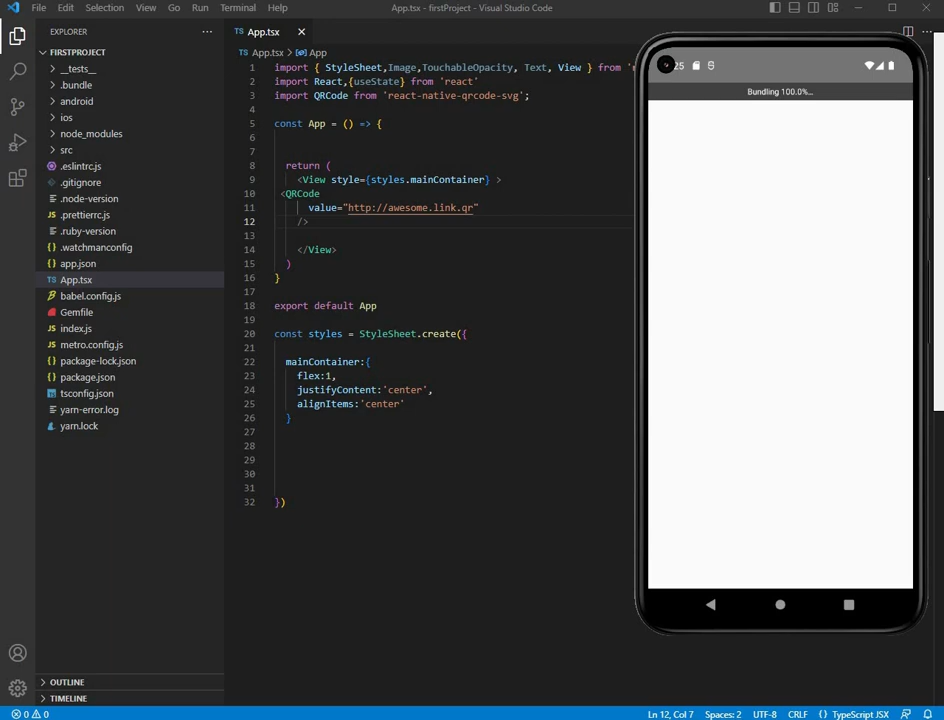 File Edit Selection View Go Run Terminal Help
App.tsx - firstProject - Visual Studio Code
EXPLORER
FIRSTPROJECT
__tests__
.bundle
android
ios
node_modules
src
.eslintrc.js
.gitignore
.node-version
.prettierrc.js
.ruby-version
.watchmanconfig
app.json
App.tsx
babel.config.js
Gemfile
index.js
metro.config.js
package-lock.json
package.json
tsconfig.json
yarn-error.log
yarn.lock
OUTLINE
TIMELINE
TS App.tsx
TS App.tsx > App
1 import { StyleSheet,Image,TouchableOpacity, Text, View } from 'r
2 import React,{useState} from 'react'
3 import QRCode from 'react-native-qrcode-svg';
4
5 const App = () => {
6
7
8 return (
9 <View style={styles.mainContainer} >
10 <QRCode
11 value="http://awesome.link.qr"
12 />
13
14 </View>
15 )
16 }
17
18 export default App
19
20 const styles = StyleSheet.create({
21
22 mainContainer:{
23 flex:1,
24 justifyContent:'center',
25 alignItems:'center'
26 }
27
28
29
30
31
32 })
25
Bundling 100.0%...
0 0
Ln 12, Col 7 Spaces: 2 UTF-8 CRLF {} TypeScript JSX